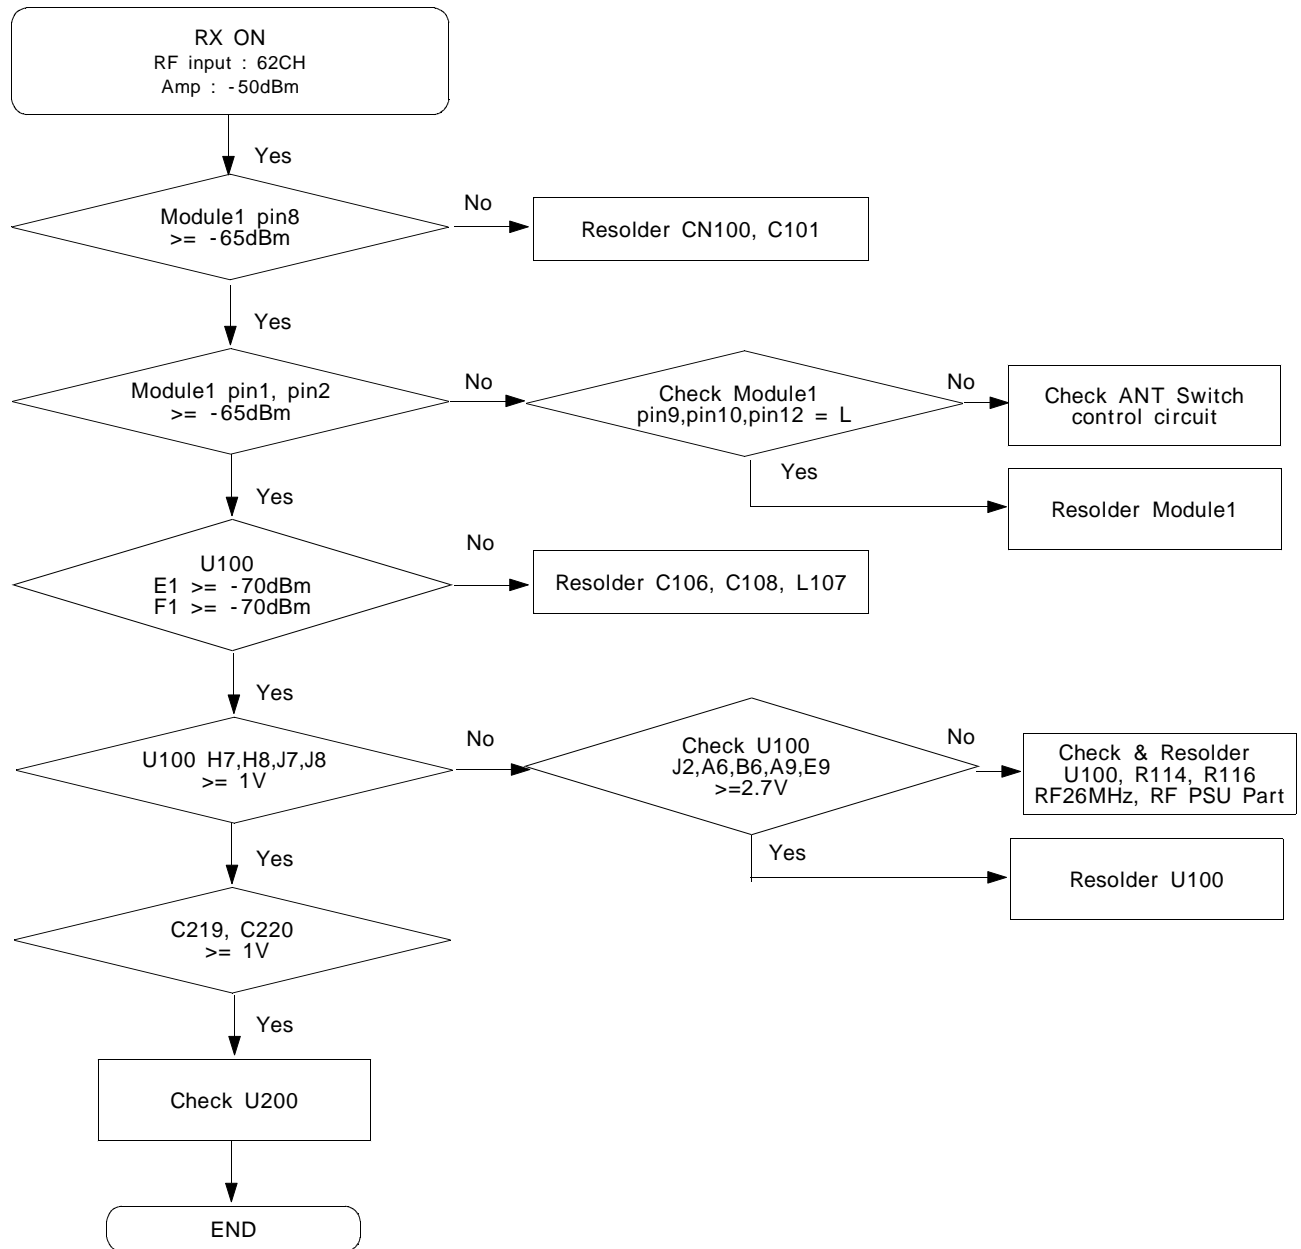 RX ON
RF input : 62CH
Amp : -50dBm
Yes
Module1 pin8
>= -65dBm
No
Resolder CN100, C101
Yes
Module1 pin1, pin2
>= -65dBm
No
Check Module1
pin9,pin10,pin12 = L
No
Check ANT Switch
control circuit
Yes
Resolder Module1
Yes
U100
E1 >= -70dBm
F1 >= -70dBm
No
Resolder C106, C108, L107
Yes
U100 H7,H8,J7,J8
>= 1V
No
Check U100
J2,A6,B6,A9,E9
>=2.7V
No
Check & Resolder
U100, R114, R116
RF26MHz, RF PSU Part
Yes
Resolder U100
Yes
C219, C220
>= 1V
Yes
Check U200
END